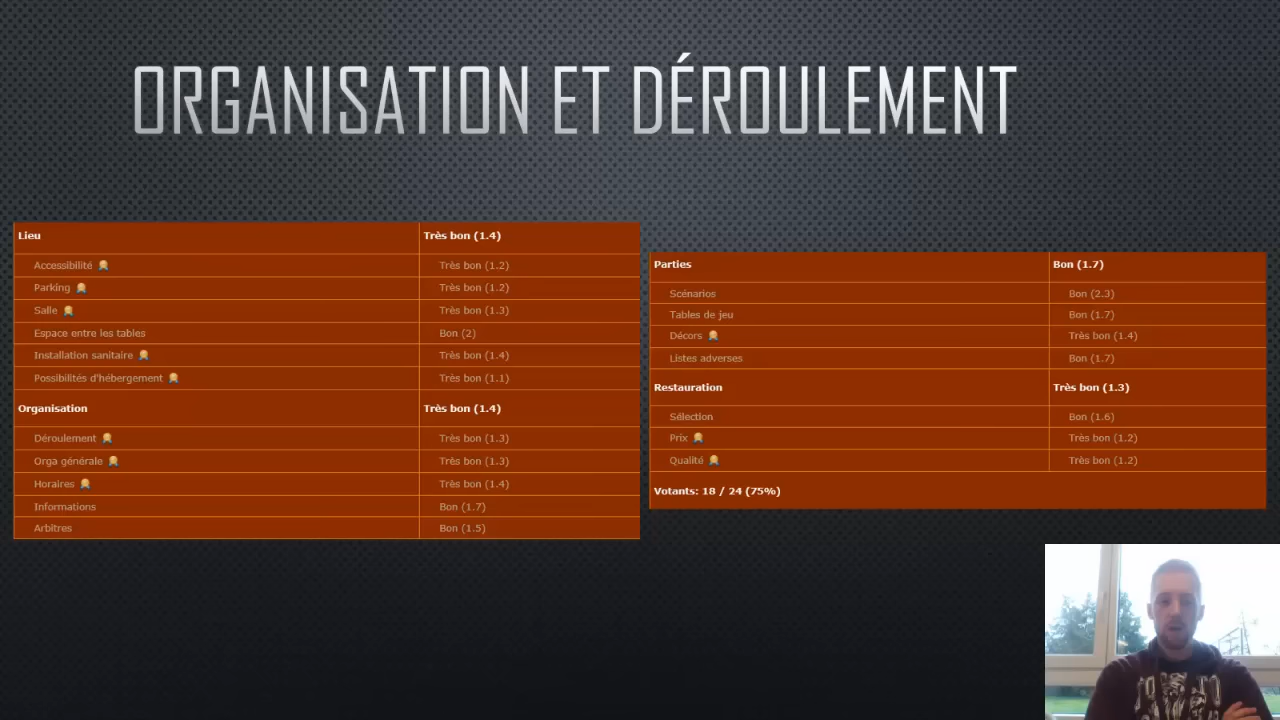 ORGANISATION ET DÉROULEMENT
Lieu Très bon (1.4)
Accessibilité Très bon (1.2)
Parking Très bon (1.2)
Salle Très bon (1.3)
Espace entre les tables Bon (2)
Installation sanitaire Très bon (1.4)
Possibilités d'hébergement Très bon (1.1)
Organisation Très bon (1.4)
Déroulement Très bon (1.3)
Orga générale Très bon (1.3)
Horaires Très bon (1.4)
Informations Bon (1.7)
Arbitres Bon (1.5)
Parties Bon (1.7)
Scénarios Bon (2.3)
Tables de jeu Bon (1.7)
Décors Très bon (1.4)
Listes adverses Bon (1.7)
Restauration Très bon (1.3)
Sélection Bon (1.6)
Prix Très bon (1.2)
Qualité Très bon (1.2)
Votants: 18 / 24 (75%)